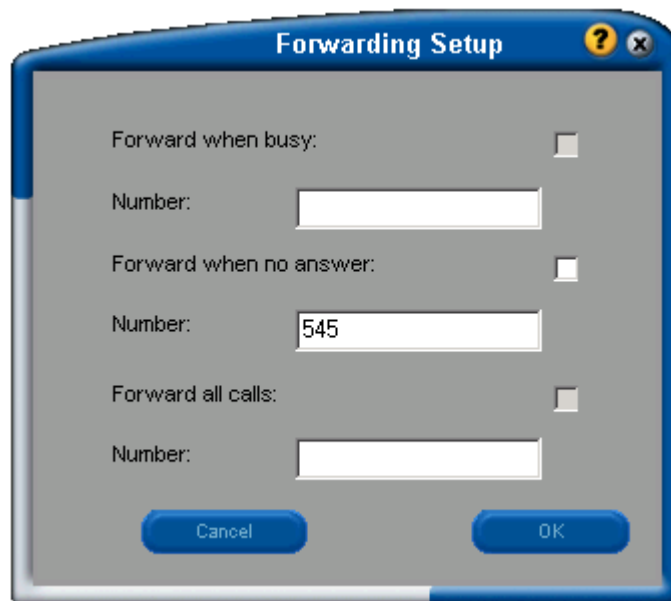 Forwarding Setup ? x
Forward when busy:
Number:
Forward when no answer:
Number: 545
Forward all calls:
Number:
Cancel OK